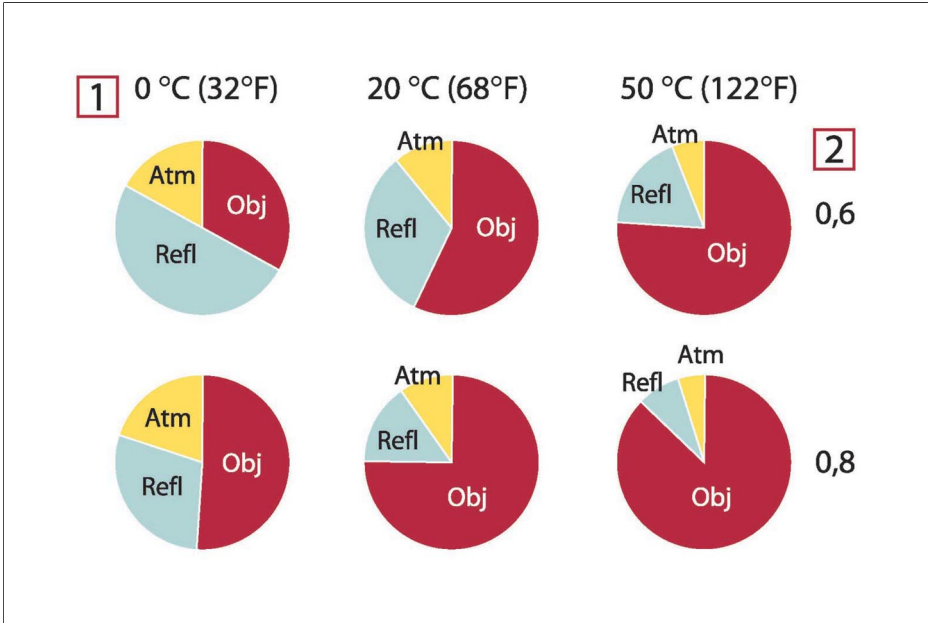 1 0 °C (32°F) 20 °C (68°F) 50 °C (122°F)
Atm Obj Refl
Atm Refl Obj
Atm Refl Obj
2
0,6
Atm Obj Refl
Atm Refl Obj
Atm Refl Obj
0,8